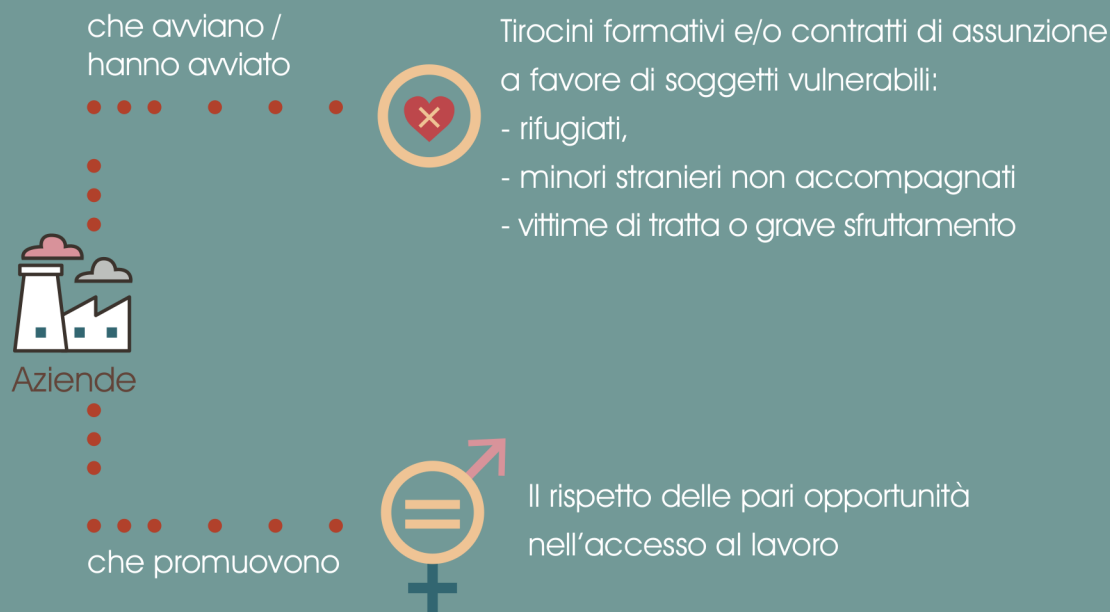 che avviano /
hanno avviato
Tirocini formativi e/o contratti di assunzione
a favore di soggetti vulnerabili:
- rifugiati,
- minori stranieri non accompagnati
- vittime di tratta o grave sfruttamento
Aziende
che promuovono
Il rispetto delle pari opportunità
nell'accesso al lavoro